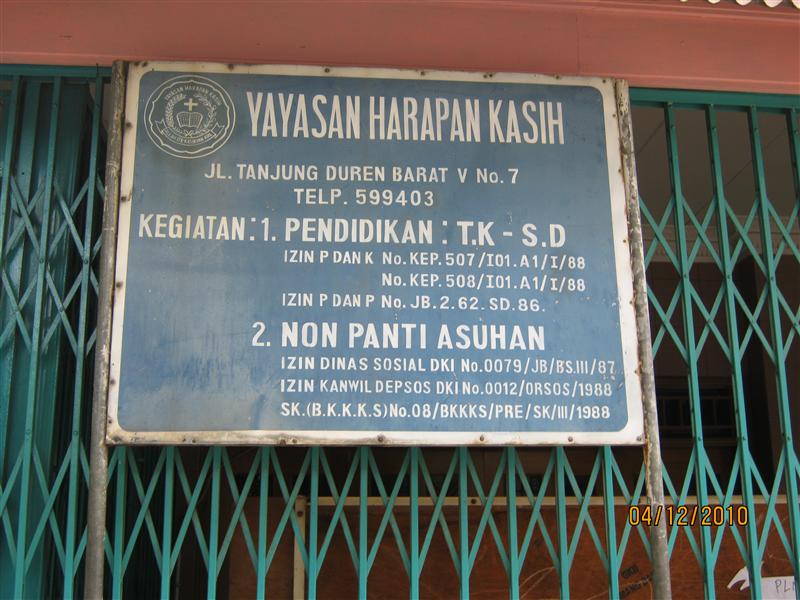 YAYASAN HARAPAN KASIH
YAYASAN HARAPAN KASIH
JL. TANJUNG DUREN BARAT V No. 7
TELP. 599403
KEGIATAN : 1. PENDIDIKAN : T.K - S.D
IZIN P DAN K No. KEP. 507/I01. A1/I/88
No. KEP. 508/I01. A1/I/88
IZIN P DAN P No. JB. 2. 62. SD. 86.
2. NON PANTI ASUHAN
IZIN DINAS SOSIAL DKI No. 0079/JB/BS.III/87
IZIN KANWIL DEPSOS DKI No. 0012/ORSOS/1988
SK. (B.K.K.K.S) No. 08/BKKKS/PRE/SK/III/1988
04/12/2010